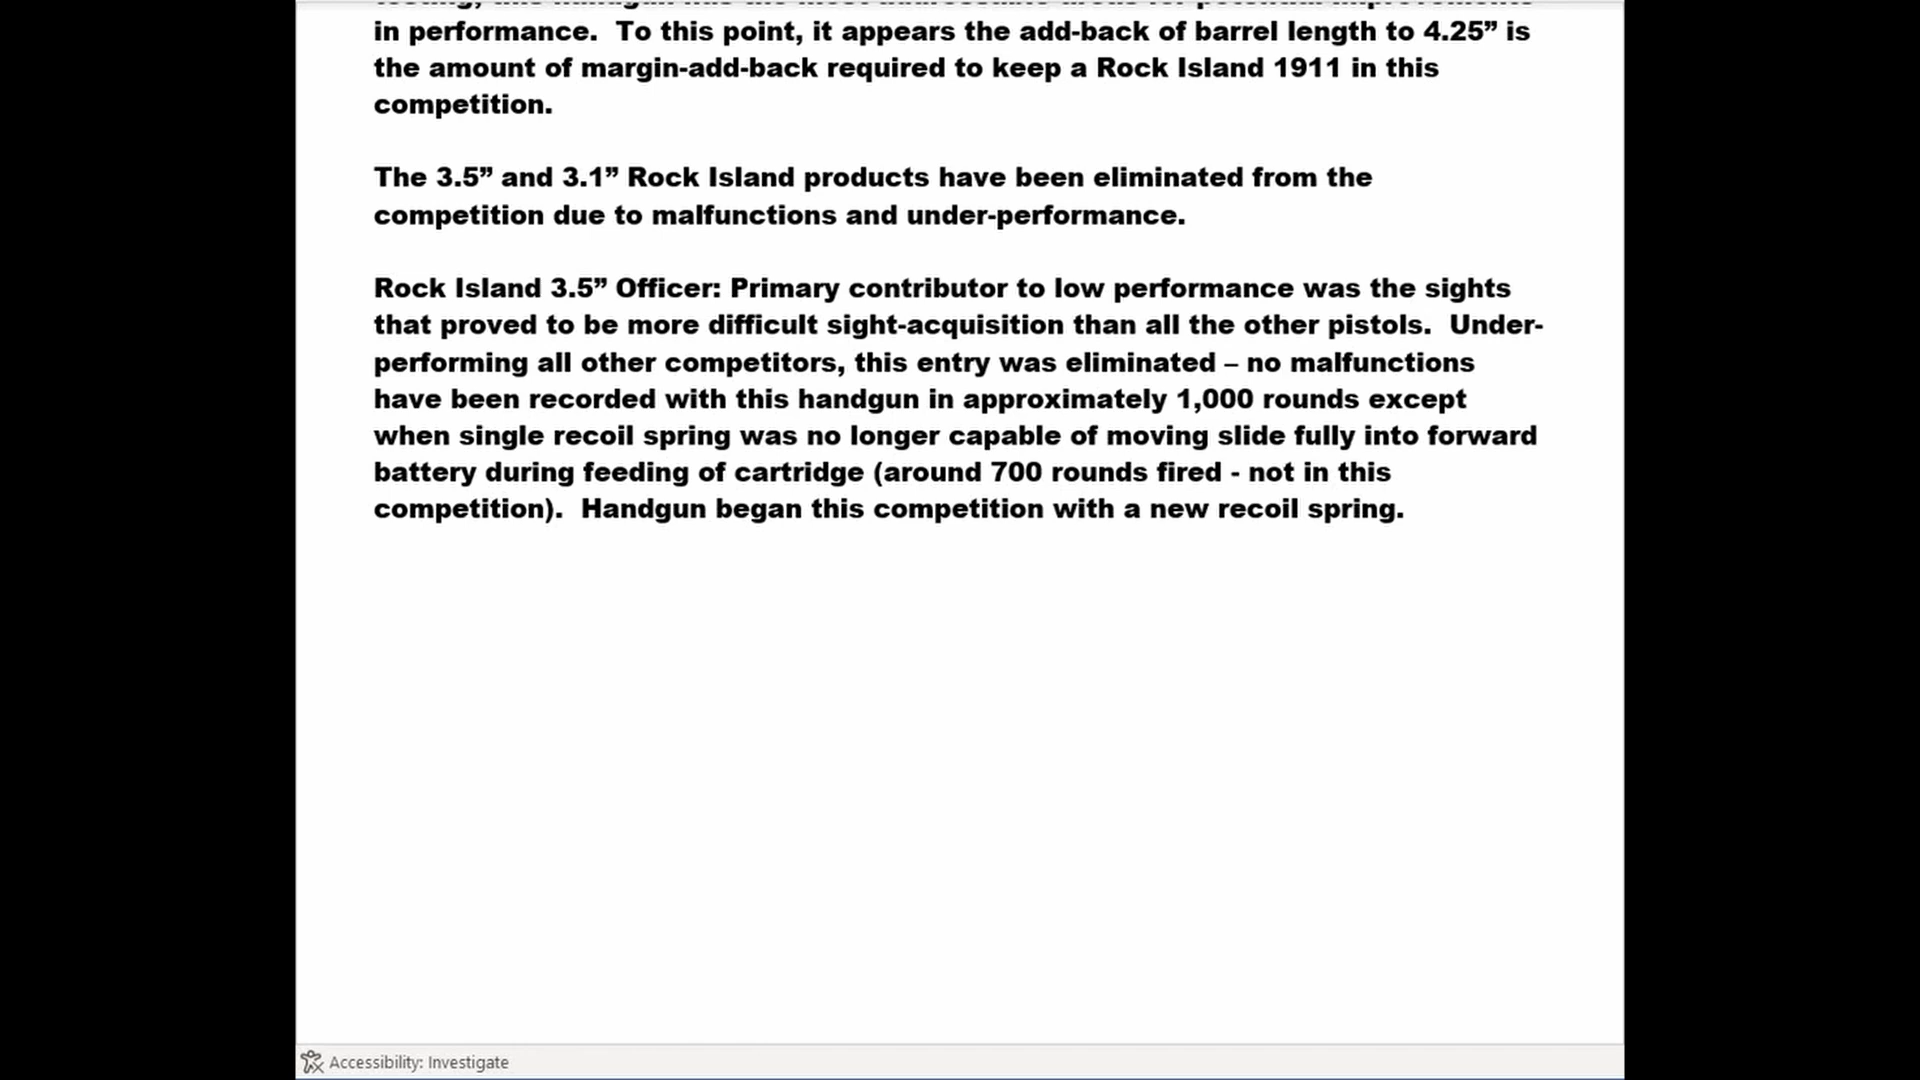 in performance.  To this point, it appears the add-back of barrel length to 4.25” is
the amount of margin-add-back required to keep a Rock Island 1911 in this
competition.
The 3.5” and 3.1” Rock Island products have been eliminated from the
competition due to malfunctions and under-performance.
Rock Island 3.5” Officer: Primary contributor to low performance was the sights
that proved to be more difficult sight-acquisition than all the other pistols.  Under-
performing all other competitors, this entry was eliminated – no malfunctions
have been recorded with this handgun in approximately 1,000 rounds except
when single recoil spring was no longer capable of moving slide fully into forward
battery during feeding of cartridge (around 700 rounds fired - not in this
competition).  Handgun began this competition with a new recoil spring.
Accessibility: Investigate